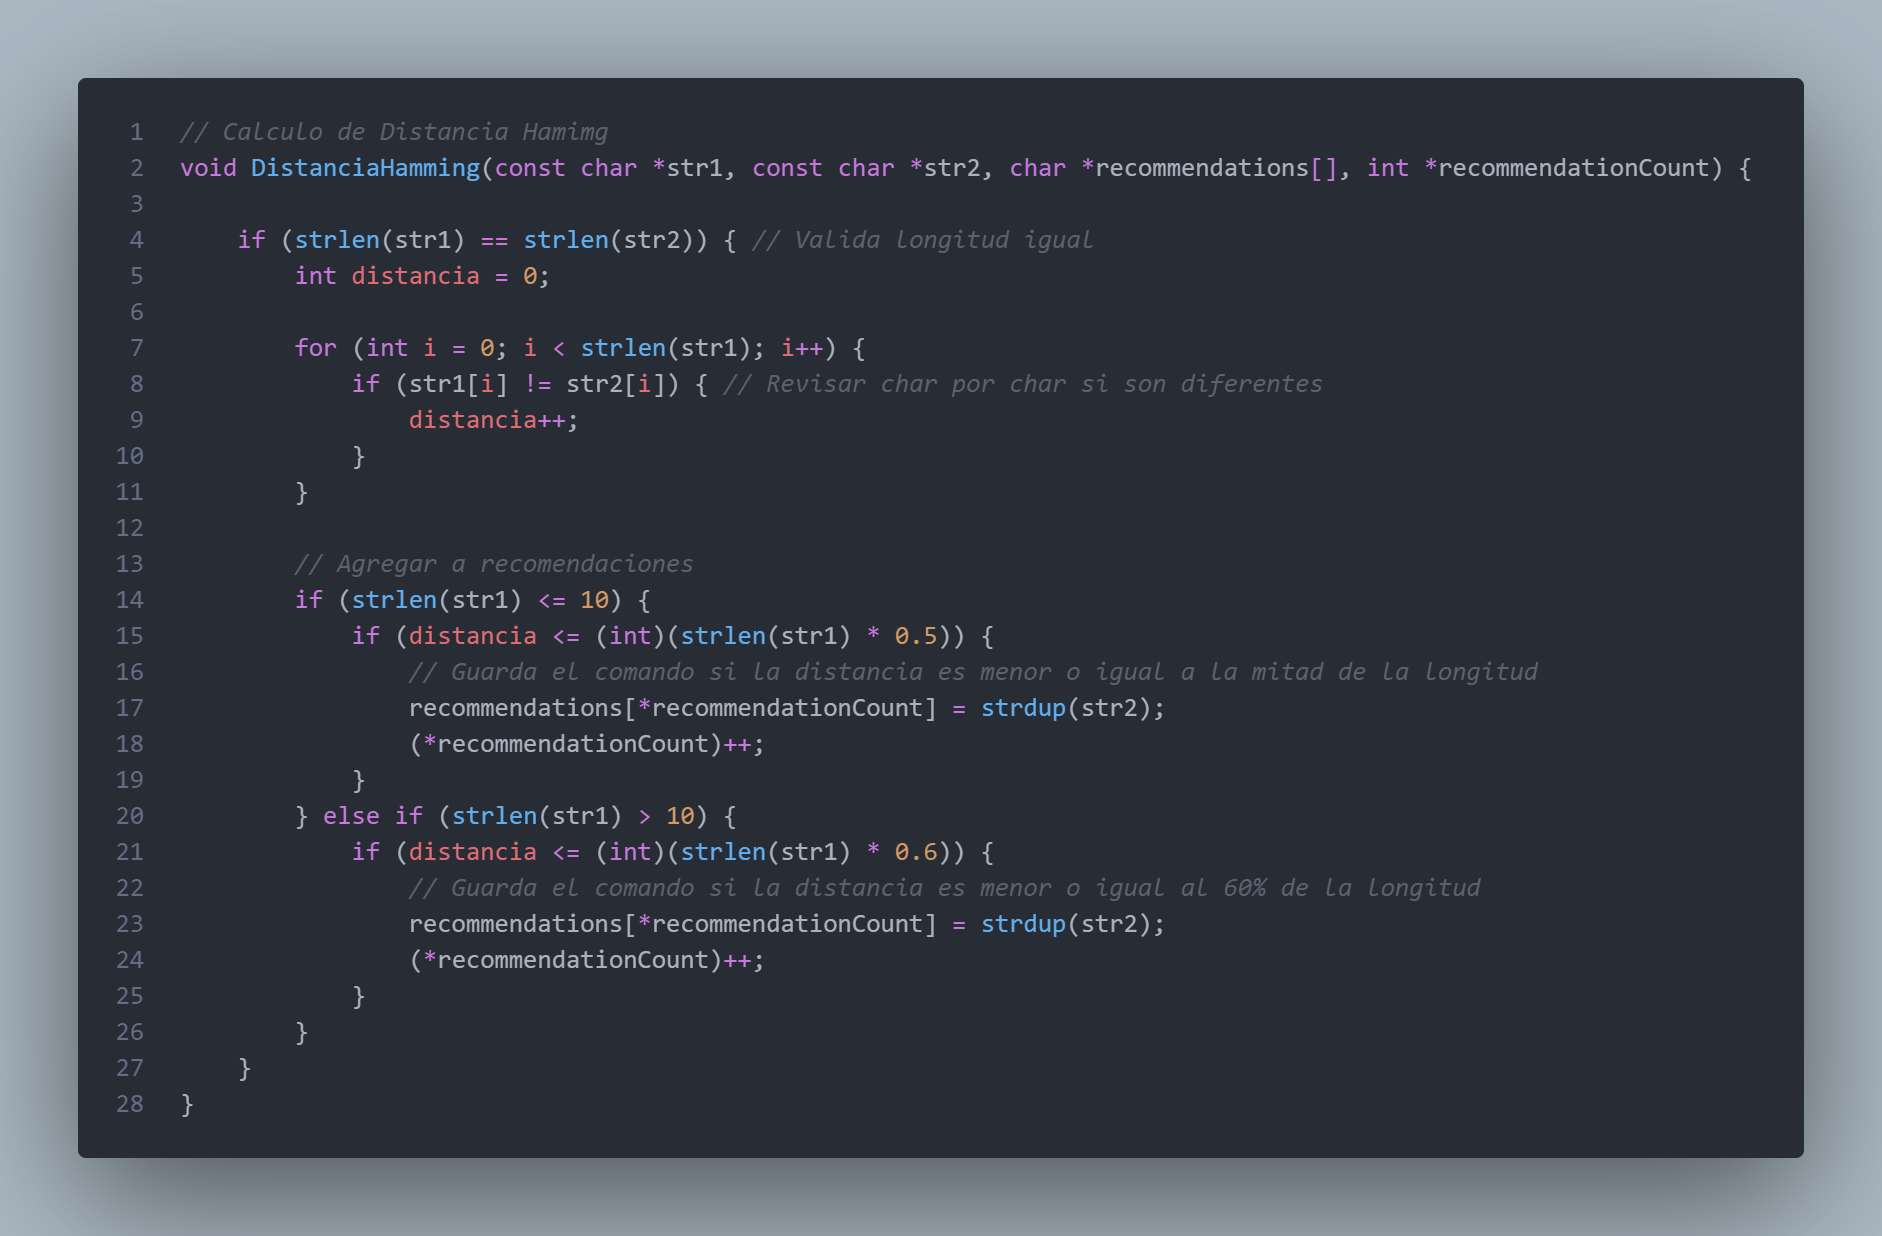 1 // Calculo de Distancia Hamimg
2 void DistanciaHamming(const char *str1, const char *str2, char *recommendations[], int *recommendationCount) {
3
4     if (strlen(str1) == strlen(str2)) { // Valida longitud igual
5         int distancia = 0;
6
7         for (int i = 0; i < strlen(str1); i++) {
8             if (str1[i] != str2[i]) { // Revisar char por char si son diferentes
9                 distancia++;
10             }
11         }
12
13         // Agregar a recomendaciones
14         if (strlen(str1) <= 10) {
15             if (distancia <= (int)(strlen(str1) * 0.5)) {
16                 // Guarda el comando si la distancia es menor o igual a la mitad de la longitud
17                 recommendations[*recommendationCount] = strdup(str2);
18                 (*recommendationCount)++;
19             }
20         } else if (strlen(str1) > 10) {
21             if (distancia <= (int)(strlen(str1) * 0.6)) {
22                 // Guarda el comando si la distancia es menor o igual al 60% de la longitud
23                 recommendations[*recommendationCount] = strdup(str2);
24                 (*recommendationCount)++;
25             }
26         }
27     }
28 }